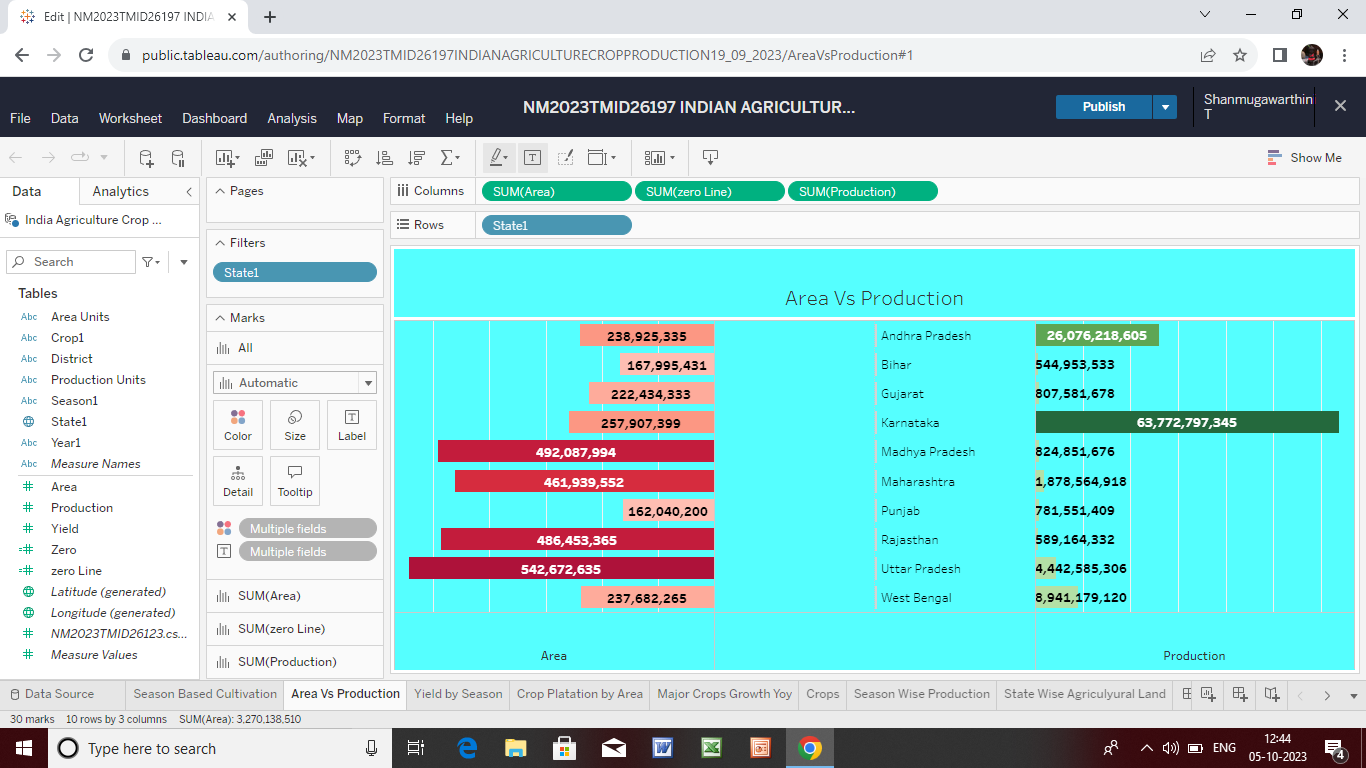 Edit | NM2023TMID26197 INDIA
public.tableau.com/authoring/NM2023TMID26197INDIANAGRICULTURECROPPRODUCTION19_09_2023/AreaVsProduction#1
NM2023TMID26197 INDIAN AGRICULTUR...
Publish
Shanmugawarthin
T
File Data Worksheet Dashboard Analysis Map Format Help
Show Me
Data Analytics
India Agriculture Crop ...
Search
Tables
Abc Area Units
Abc Crop1
Abc District
Abc Production Units
Abc Season1
State1
Abc Year1
Abc Measure Names
Area
Production
Yield
Zero
zero Line
Latitude (generated)
Longitude (generated)
NM2023TMID26123.cs...
Measure Values
Pages
Filters
State1
Marks
All
Automatic
Color Size Label
Detail Tooltip
Multiple fields
Multiple fields
SUM(Area)
SUM(zero Line)
SUM(Production)
Columns SUM(Area) SUM(zero Line) SUM(Production)
Rows State1
Area Vs Production
238,925,335 Andhra Pradesh 26,076,218,605
167,995,431 Bihar 544,953,533
222,434,333 Gujarat 807,581,678
257,907,399 Karnataka 63,772,797,345
492,087,994 Madhya Pradesh 824,851,676
461,939,552 Maharashtra 1,878,564,918
162,040,200 Punjab 781,551,409
486,453,365 Rajasthan 589,164,332
542,672,635 Uttar Pradesh 4,442,585,306
237,682,265 West Bengal 8,941,179,120
Area Production
Data Source Season Based Cultivation Area Vs Production Yield by Season Crop Platation by Area Major Crops Growth Yoy Crops Season Wise Production State Wise Agriculyural Land
30 marks 10 rows by 3 columns SUM(Area): 3,270,138,510
Type here to search
ENG
12:44
05-10-2023
4